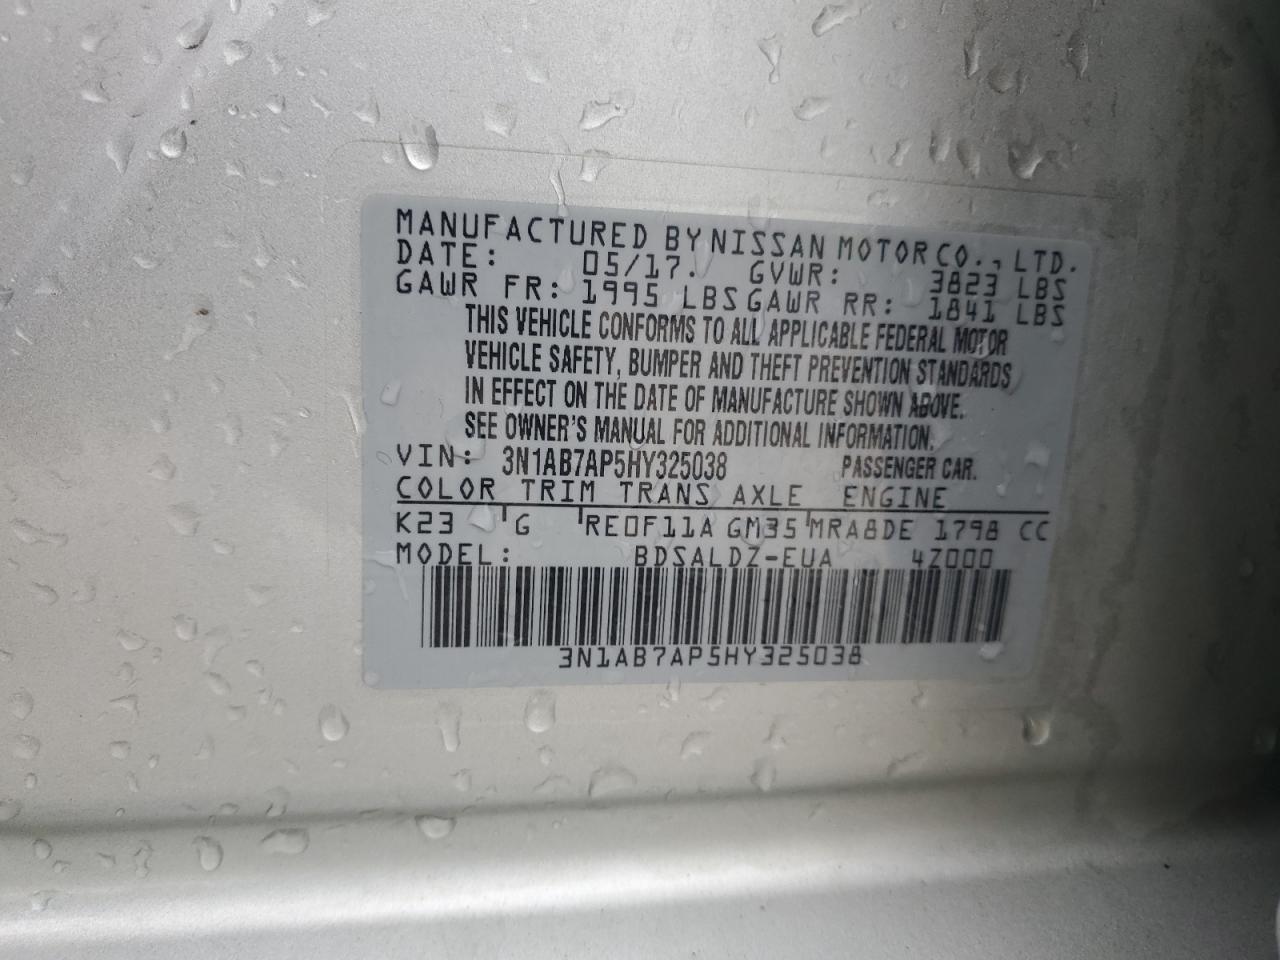 MANUFACTURED BY NISSAN MOTOR CO., LTD.
DATE: 05/17. GVWR: 3823 LBS
GAWR FR: 1995 LBS GAWR RR: 1841 LBS
THIS VEHICLE CONFORMS TO ALL APPLICABLE FEDERAL MOTOR
VEHICLE SAFETY, BUMPER AND THEFT PREVENTION STANDARDS
IN EFFECT ON THE DATE OF MANUFACTURE SHOWN ABOVE.
SEE OWNER'S MANUAL FOR ADDITIONAL INFORMATION.
VIN: 3N1AB7AP5HY325038 PASSENGER CAR.
COLOR TRIM TRANS AXLE ENGINE
K23 G RE0F11A GM35 MRA8DE 1798 CC
MODEL: BDSALDZ-EUA 4Z000
3N1AB7AP5HY325038